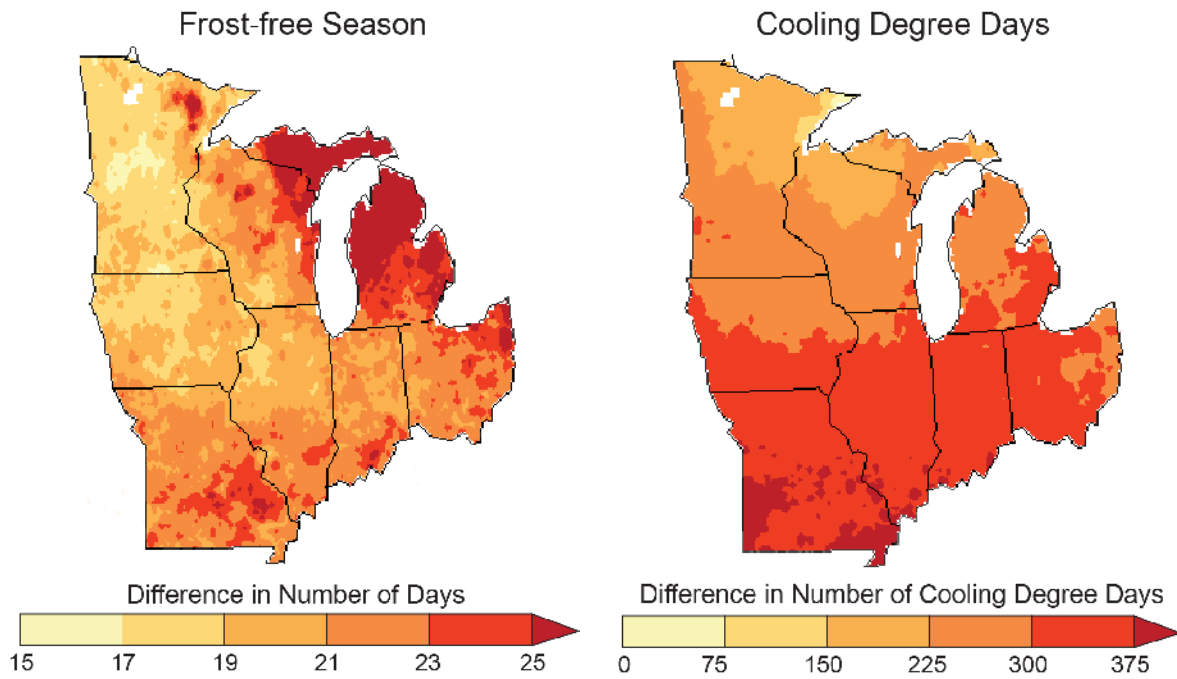 Frost-free Season
Cooling Degree Days
Difference in Number of Days
15 17 19 21 23 25
Difference in Number of Cooling Degree Days
0 75 150 225 300 375